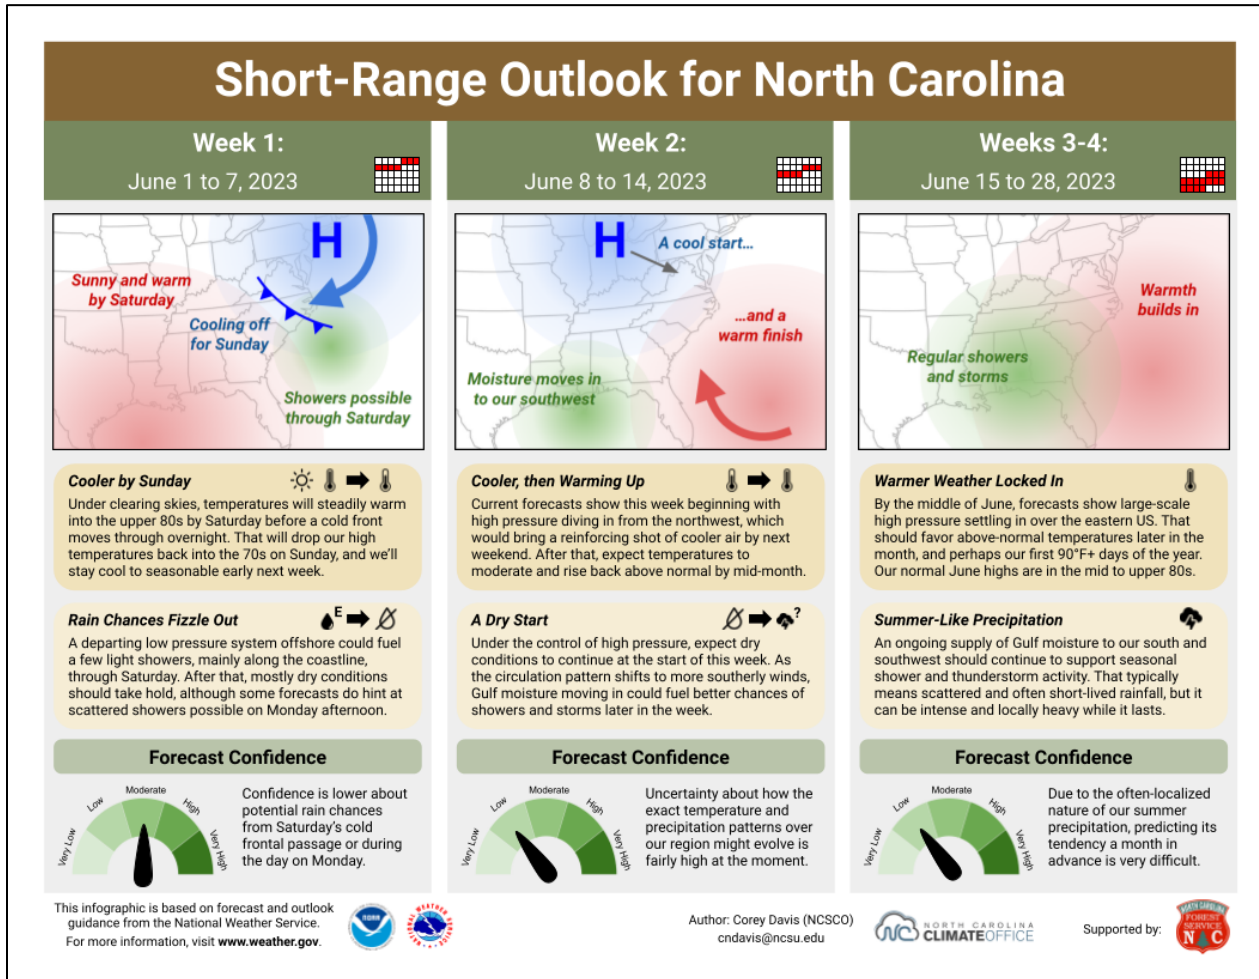 Short-Range Outlook for North Carolina
Week 1:
June 1 to 7, 2023
H
Sunny and warm
by Saturday
Cooling off
for Sunday
Showers possible
through Saturday
Cooler by Sunday
Under clearing skies, temperatures will steadily warm
into the upper 80s by Saturday before a cold front
moves through overnight. That will drop our high
temperatures back into the 70s on Sunday, and we'll
stay cool to seasonable early next week.
Rain Chances Fizzle Out
E
A departing low pressure system offshore could fuel
a few light showers, mainly along the coastline,
through Saturday. After that, mostly dry conditions
should take hold, although some forecasts do hint at
scattered showers possible on Monday afternoon.
Forecast Confidence
Very Low
Low
Moderate
High
Very High
Confidence is lower about
potential rain chances
from Saturday's cold
frontal passage or during
the day on Monday.
Week 2:
June 8 to 14, 2023
H
A cool start...
...and a
warm finish
Moisture moves in
to our southwest
Cooler, then Warming Up
Current forecasts show this week beginning with
high pressure diving in from the northwest, which
would bring a reinforcing shot of cooler air by next
weekend. After that, expect temperatures to
moderate and rise back above normal by mid-month.
A Dry Start
?
Under the control of high pressure, expect dry
conditions to continue at the start of this week. As
the circulation pattern shifts to more southerly winds,
Gulf moisture moving in could fuel better chances of
showers and storms later in the week.
Forecast Confidence
Very Low
Low
Moderate
High
Very High
Uncertainty about how the
exact temperature and
precipitation patterns over
our region might evolve is
fairly high at the moment.
Weeks 3-4:
June 15 to 28, 2023
Warmth
builds in
Regular showers
and storms
Warmer Weather Locked In
By the middle of June, forecasts show large-scale
high pressure settling in over the eastern US. That
should favor above-normal temperatures later in the
month, and perhaps our first 90°F+ days of the year.
Our normal June highs are in the mid to upper 80s.
Summer-Like Precipitation
An ongoing supply of Gulf moisture to our south and
southwest should continue to support seasonal
shower and thunderstorm activity. That typically
means scattered and often short-lived rainfall, but it
can be intense and locally heavy while it lasts.
Forecast Confidence
Very Low
Low
Moderate
High
Very High
Due to the often-localized
nature of our summer
precipitation, predicting its
tendency a month in
advance is very difficult.
This infographic is based on forecast and outlook
guidance from the National Weather Service.
For more information, visit www.weather.gov.
NOAA
NATIONAL WEATHER SERVICE
Author: Corey Davis (NCSCO)
cndavis@ncsu.edu
NC
NORTH CAROLINA
CLIMATEOFFICE
Supported by:
NORTH CAROLINA
FOREST
SERVICE
N C